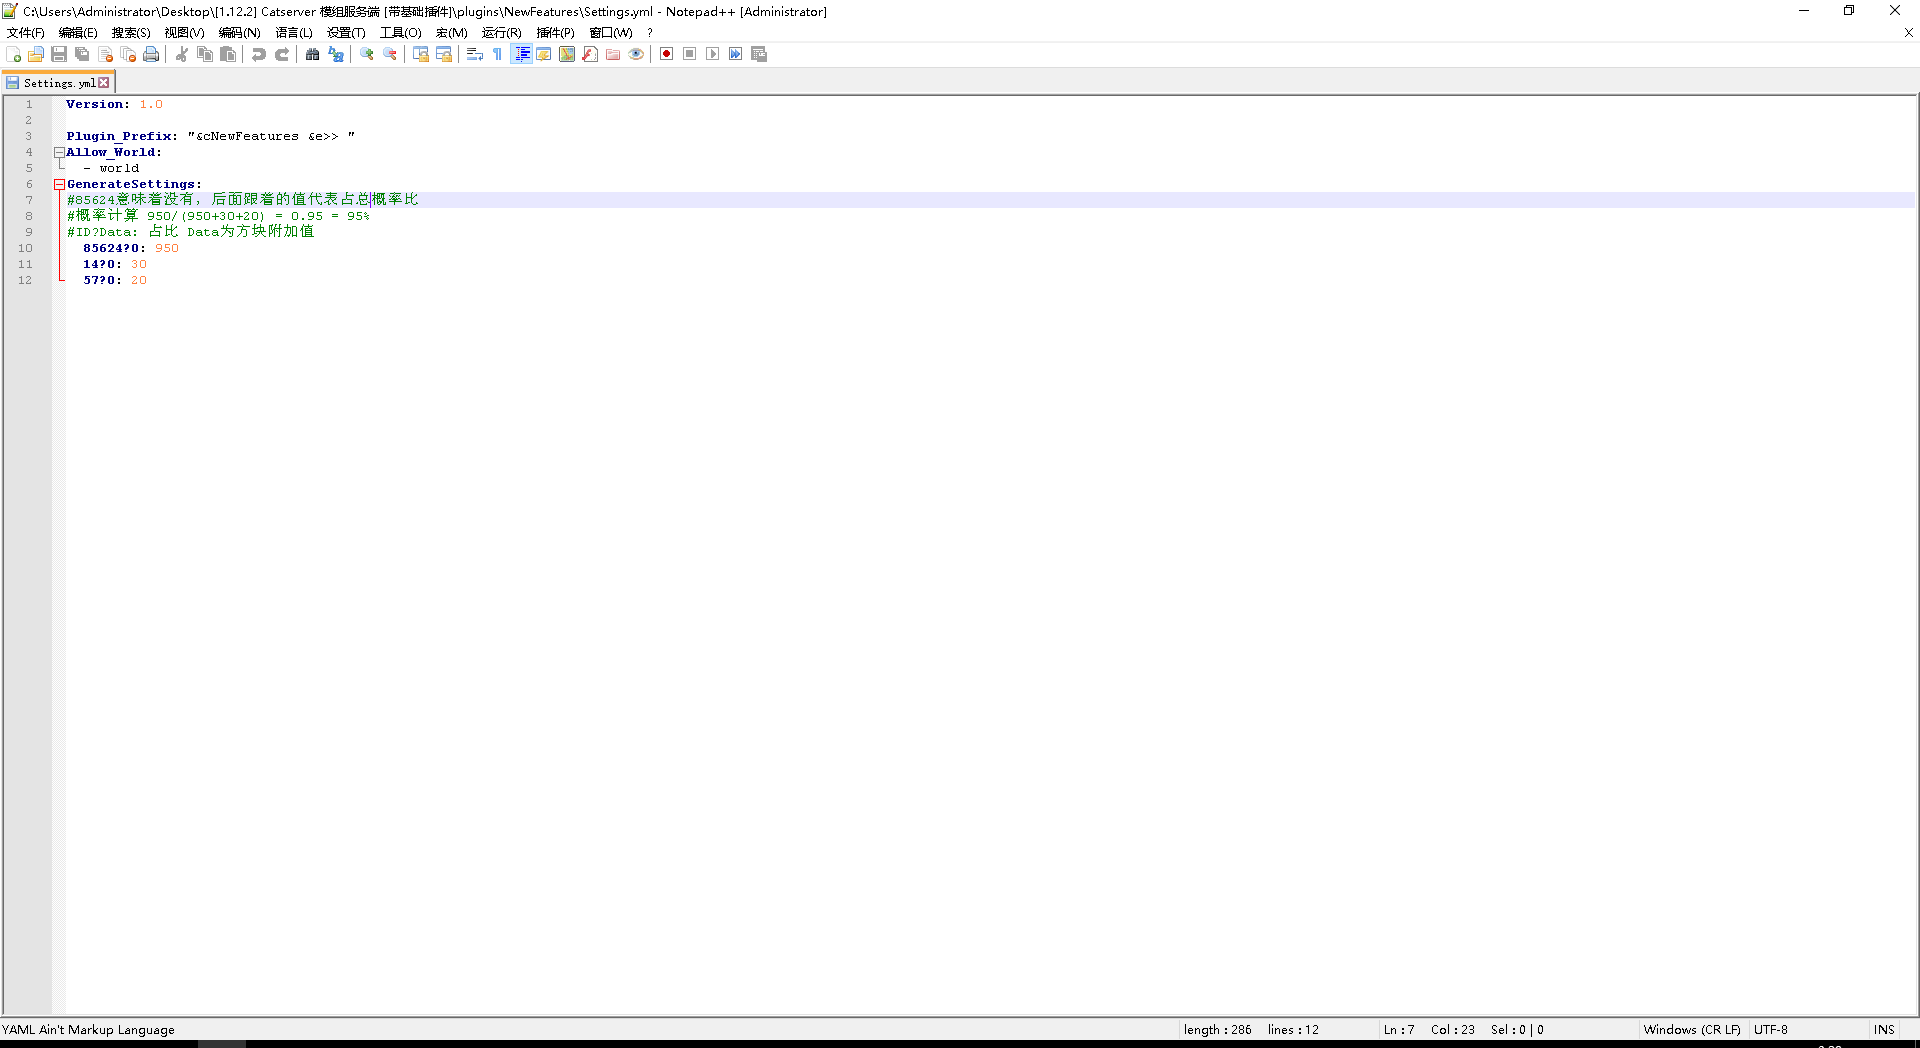 C:\Users\Administrator\Desktop\[1.12.2] Catserver 模组服务端 [带基础插件]\plugins\NewFeatures\Settings.yml - Notepad++ [Administrator]
文件(F) 编辑(E) 搜索(S) 视图(V) 编码(N) 语言(L) 设置(T) 工具(O) 宏(M) 运行(R) 插件(P) 窗口(W) ? X
Settings.yml
1 Version: 1.0
2
3 Plugin_Prefix: "&cNewFeatures &e>> "
4 Allow_World:
5 - world
6 GenerateSettings:
7 #85624意味着没有，后面跟着的值代表占总概率比
8 #概率计算 950/(950+30+20) = 0.95 = 95%
9 #ID?Data: 占比 Data为方块附加值
10 85624?0: 950
11 14?0: 30
12 57?0: 20
YAML Ain't Markup Language length : 286 lines : 12 Ln : 7 Col : 23 Sel : 0 | 0 Windows (CR LF) UTF-8 INS